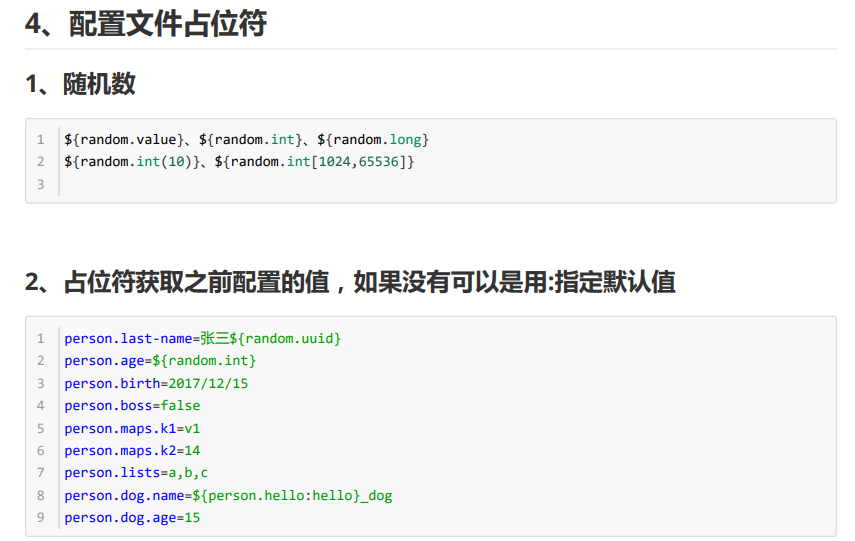 4、配置文件占位符
1、随机数
1 ${random.value}、${random.int}、${random.long}
2 ${random.int(10)}、${random.int[1024,65536]}
3
2、占位符获取之前配置的值，如果没有可以是用:指定默认值
1 person.last-name=张三${random.uuid}
2 person.age=${random.int}
3 person.birth=2017/12/15
4 person.boss=false
5 person.maps.k1=v1
6 person.maps.k2=14
7 person.lists=a,b,c
8 person.dog.name=${person.hello:hello}_dog
9 person.dog.age=15